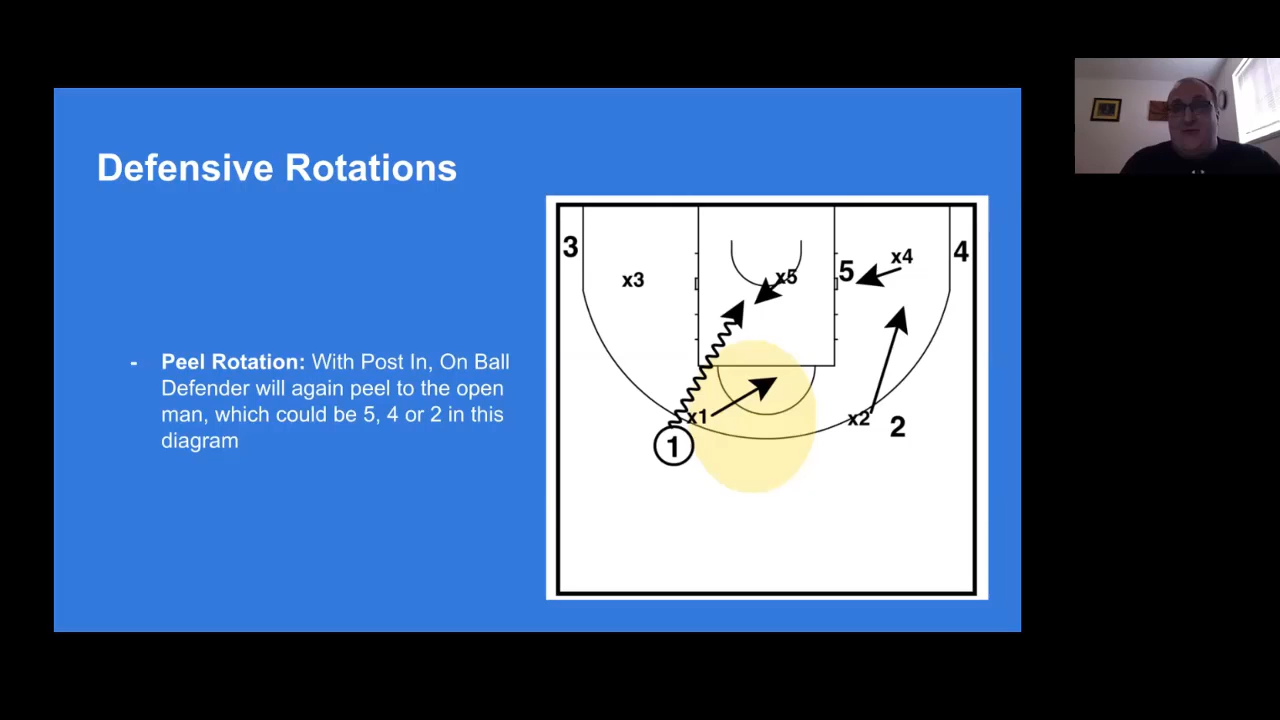 Defensive Rotations
- Peel Rotation: With Post In, On Ball
Defender will again peel to the open
man, which could be 5, 4 or 2 in this
diagram
3
4
x4
5
x5
x3
x1
x2
2
1